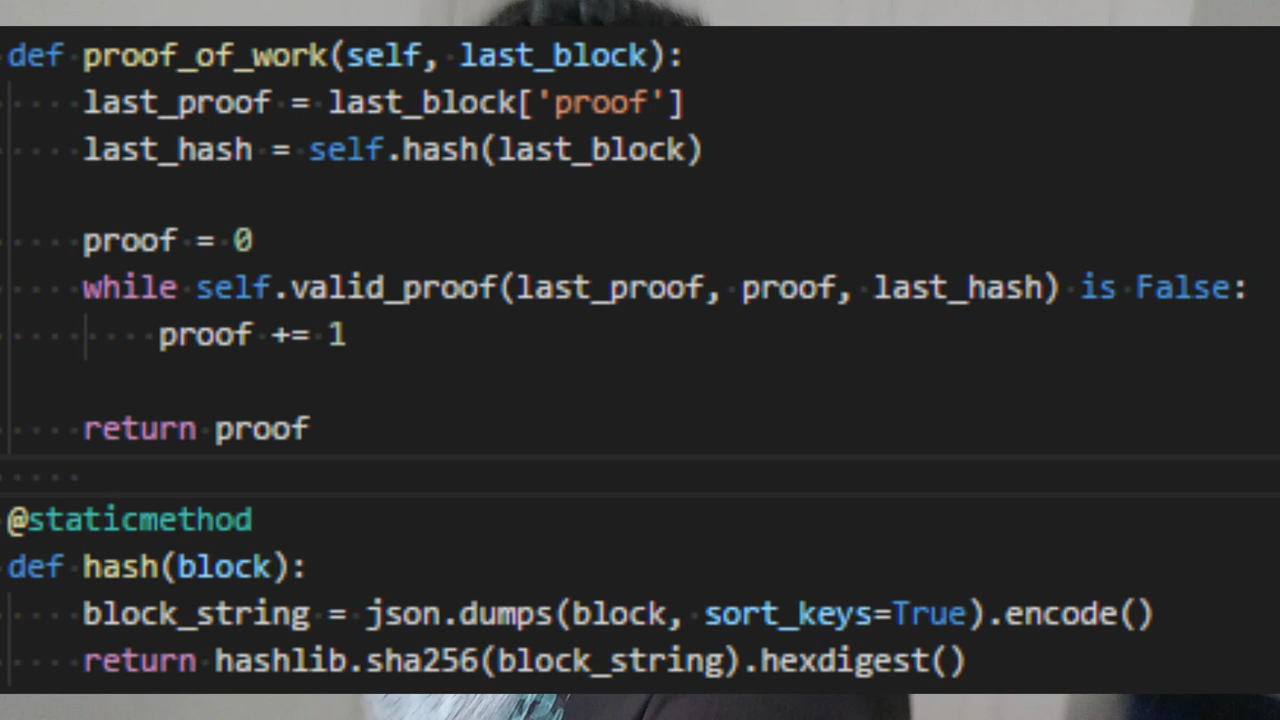 def proof_of_work(self, last_block):
    last_proof = last_block['proof']
    last_hash = self.hash(last_block)
    proof = 0
    while self.valid_proof(last_proof, proof, last_hash) is False:
        proof += 1
    return proof
@staticmethod
def hash(block):
    block_string = json.dumps(block, sort_keys=True).encode()
    return hashlib.sha256(block_string).hexdigest()